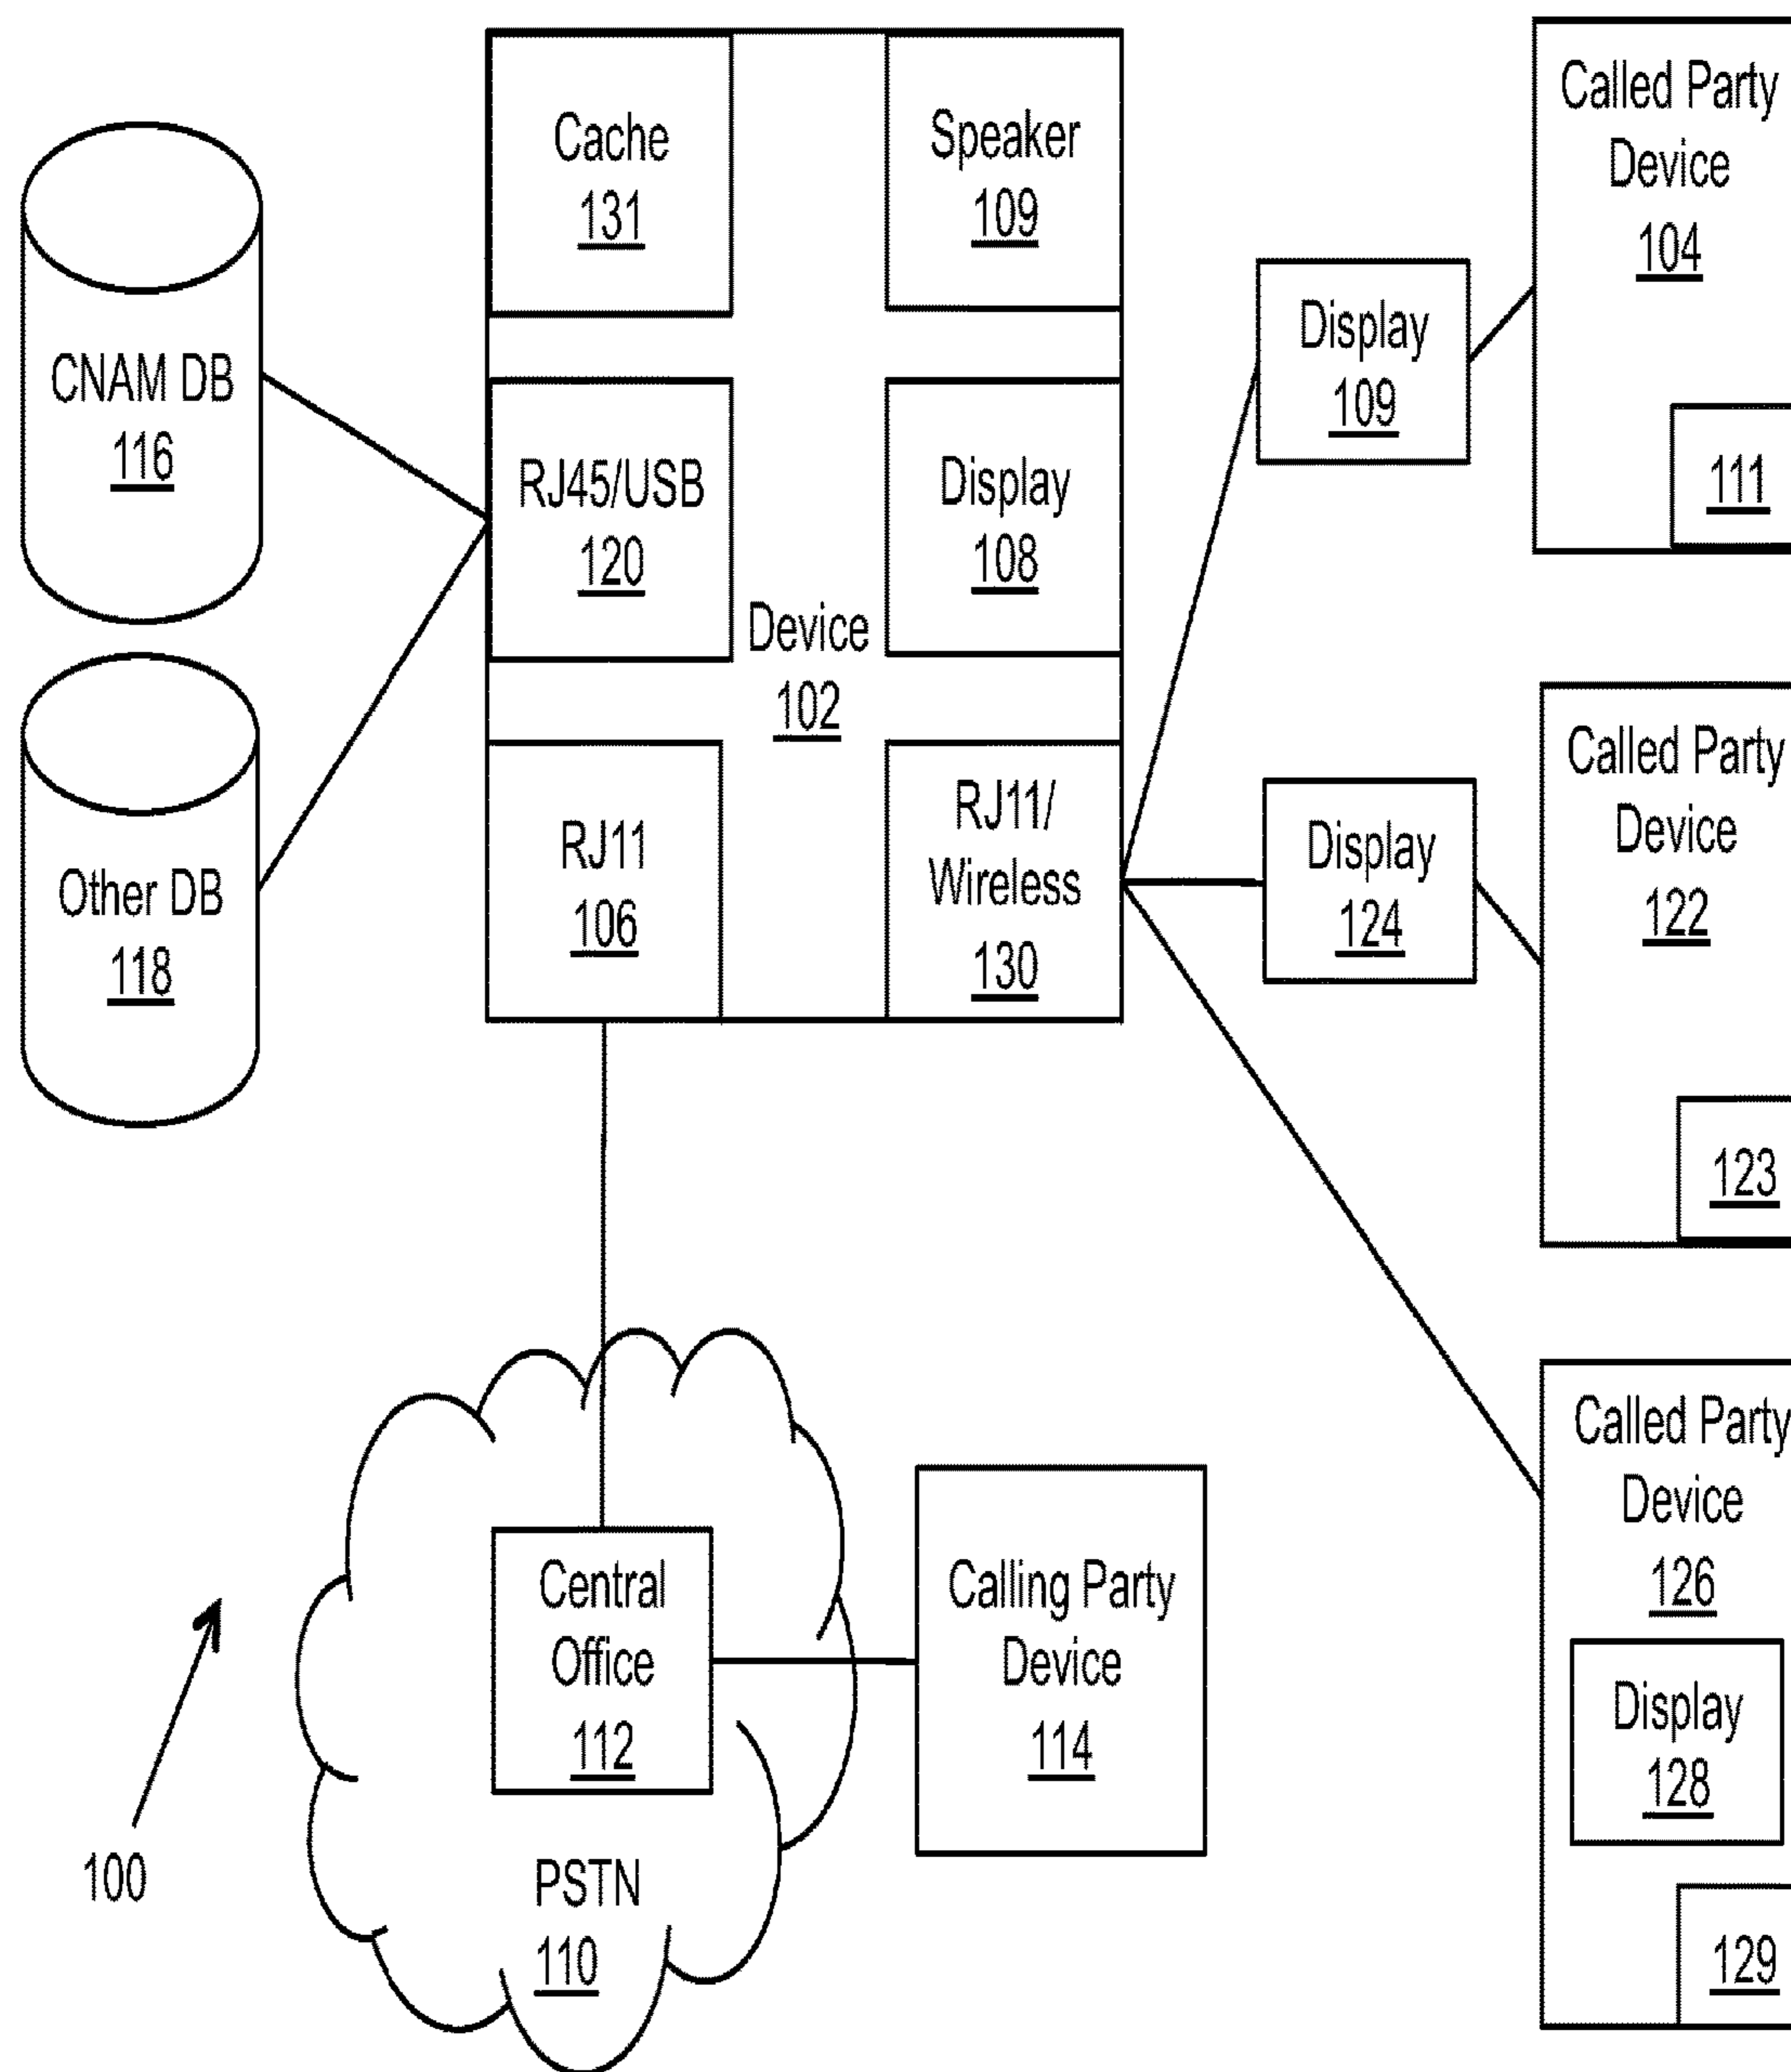 CNAM DB
116
Other DB
118
Cache
131
Speaker
109
RJ45/USB
120
Display
108
Device
102
RJ11
106
RJ11/
Wireless
130
Display
109
Called Party
Device
104
111
Display
124
Called Party
Device
122
123
Called Party
Device
126
Display
128
129
Central
Office
112
PSTN
110
Calling Party
Device
114
100